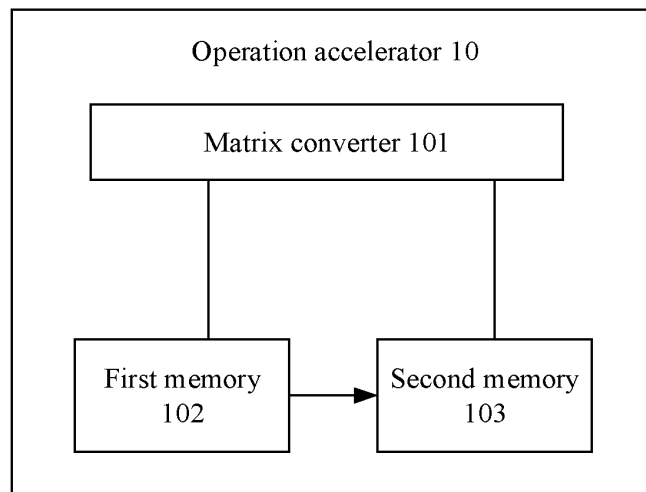 Operation accelerator 10
Matrix converter 101
First memory
102
Second memory
103